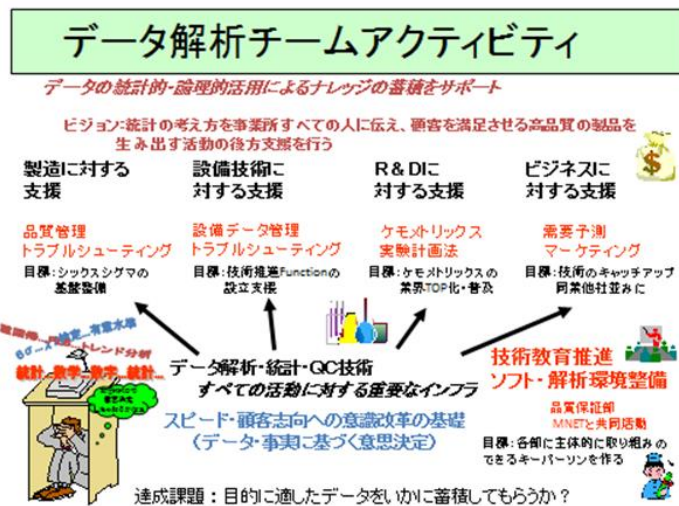 データ解析チームアクティビティ
データの統計的・論理的活用によるナレッジの蓄積をサポート
ビジョン:統計の考え方を事業所すべての人に伝え、顧客を満足させる高品質の製品を
生み出す活動の後方支援を行う
製造に対する
支援
品質管理
トラブルシューティング
目標:シックスシグマの
基盤整備
設備技術に
対する支援
設備データ管理
トラブルシューティング
目標:技術推進Functionの
設立支援
R&DIに
対する支援
ケモメトリックス
実験計画法
目標:ケモメトリックスの
業界TOP化・普及
ビジネスに
対する支援
需要予測
マーケティング
目標:技術のキャッチアップ
同業他社並みに
$
6σ
検定...有意水準
トレンド分析
統計...数学...数字...統計...
データ解析・統計・QC技術
すべての活動に対する重要なインフラ
スピード・顧客志向への意識改革の基礎
(データ・事実に基づく意思決定)
技術教育推進
ソフト・解析環境整備
品質保証部
MNETと共同活動
目標:各部に主体的に取り組みの
できるキーパーソンを作る
達成課題:目的に適したデータをいかに蓄積してもらうか?